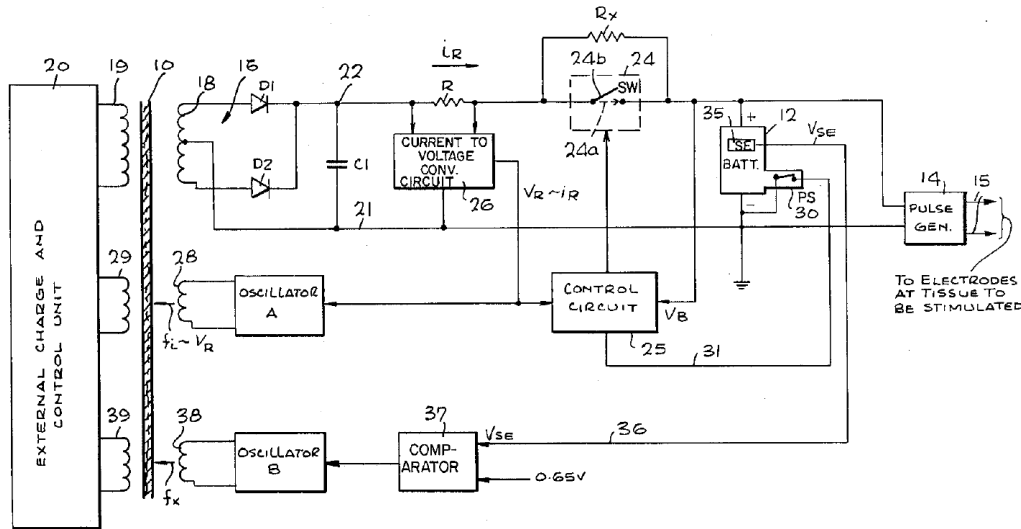 20
19
10
18
16
D1
D2
22
iR
R
C1
CURRENT TO
VOLTAGE
CONV.
CIRCUIT
26
21
VR~iR
Rx
24b
24
SW
24a
35
12
+
SE
BATT.
−
VSE
PS
30
14
PULSE
GEN.
15
TO ELECTRODES
AT TISSUE TO
BE STIMULATED
EXTERNAL CHARGE AND
CONTROL UNIT
29
28
fi~VR
OSCILLATOR
A
CONTROL
CIRCUIT
VB
25
31
39
38
fx
OSCILLATOR
B
37
COMP-
ARATOR
VSE
36
0.65V